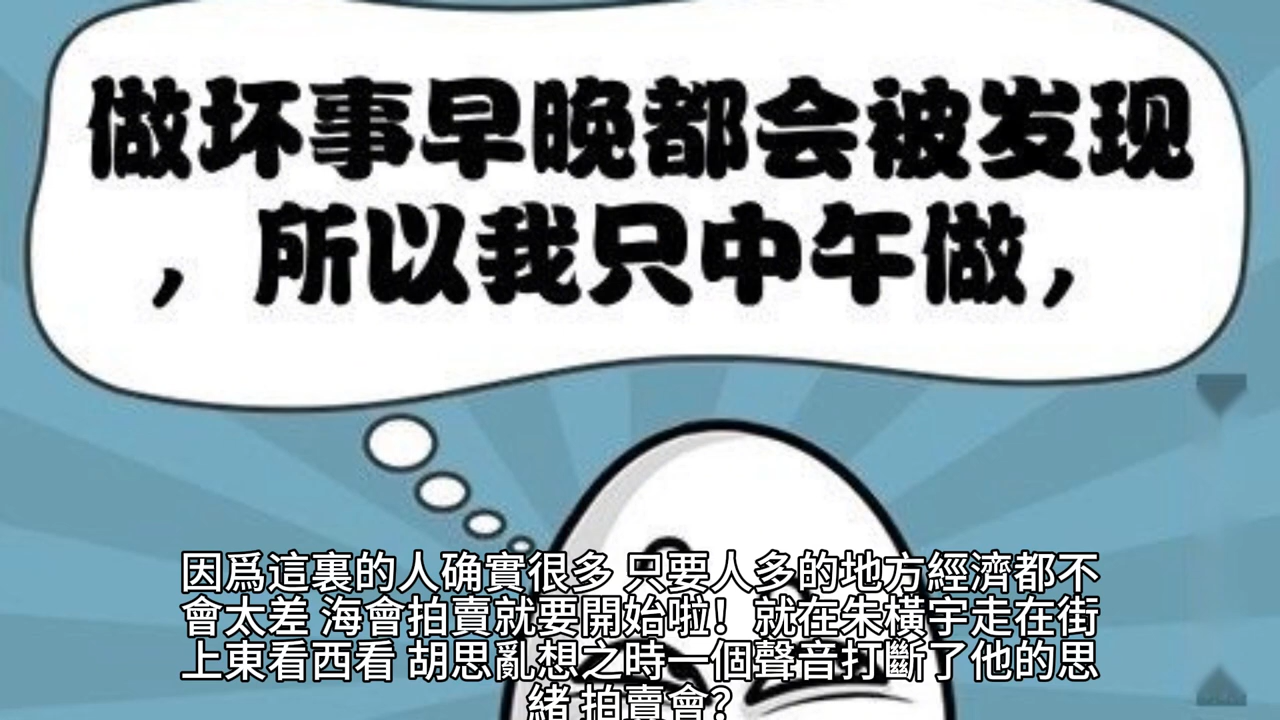 做坏事早晚都会被发现
，所以我只中午做，
因爲這裏的人确實很多 只要人多的地方經濟都不
會太差 海會拍賣就要開始啦！就在朱橫宇走在街
上東看西看 胡思亂想之時一個聲音打斷了他的思
緒 拍賣會？